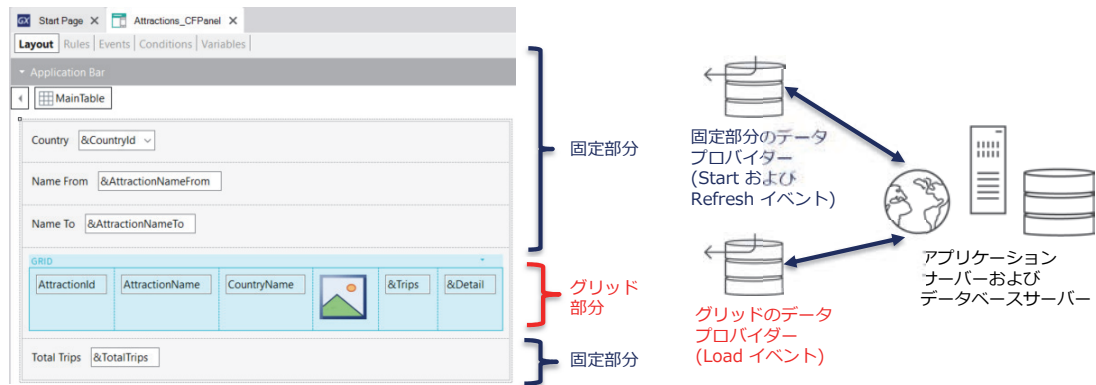 Start Page X Attractions_CFPanel X
Layout Rules Events Conditions Variables
Application Bar
MainTable
Country &CountryId
Name From &AttractionNameFrom
Name To &AttractionNameTo
GRID
AttractionId AttractionName CountryName &Trips &Detail
Total Trips &TotalTrips
固定部分
グリッド
部分
固定部分
固定部分のデータ
プロバイダー
(Start および
Refresh イベント)
グリッドのデータ
プロバイダー
(Load イベント)
アプリケーション
サーバーおよび
データベースサーバー